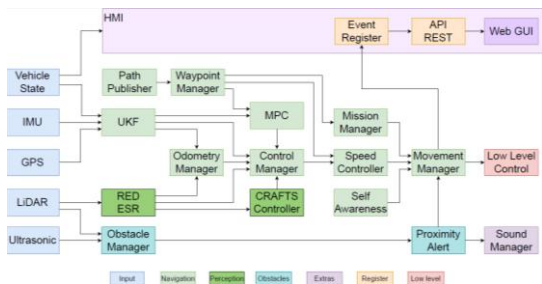 HMI
Event
Register
API
REST
Web GUI
Vehicle
State
Path
Publisher
Waypoint
Manager
IMU
UKF
MPC
Mission
Manager
GPS
Odometry
Manager
Control
Manager
Speed
Controller
Movement
Manager
Low Level
Control
LiDAR
RED
ESR
CRAFTS
Controller
Self
Awareness
Ultrasonic
Obstacle
Manager
Proximity
Alert
Sound
Manager
Input
Navigation
Perception
Obstacles
Extras
Register
Low level